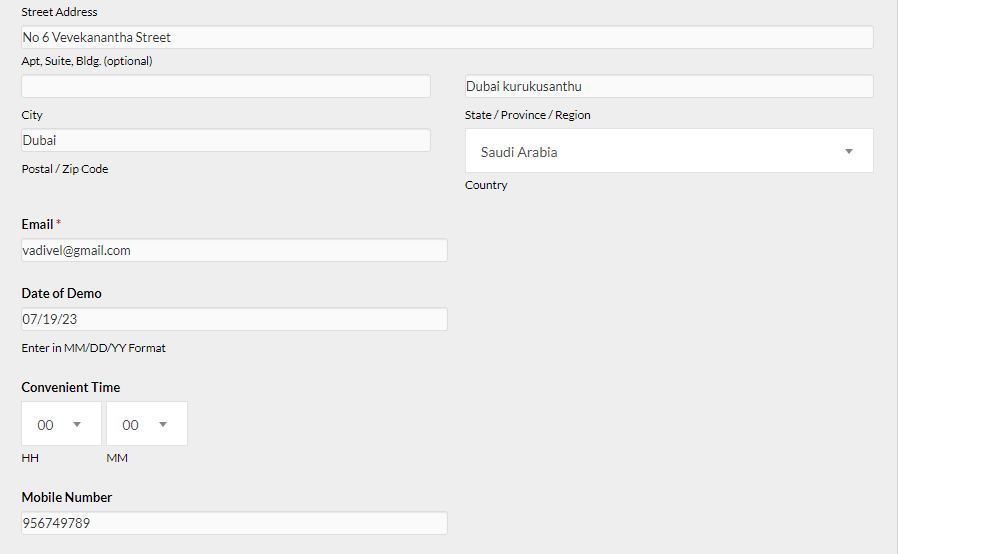 Street Address
No 6 Vevekanantha Street
Apt, Suite, Bldg. (optional)
Dubai kurukusanthu
City
State / Province / Region
Dubai
Saudi Arabia
Postal / Zip Code
Country
Email *
vadivel@gmail.com
Date of Demo
07/19/23
Enter in MM/DD/YY Format
Convenient Time
00 00
HH MM
Mobile Number
956749789